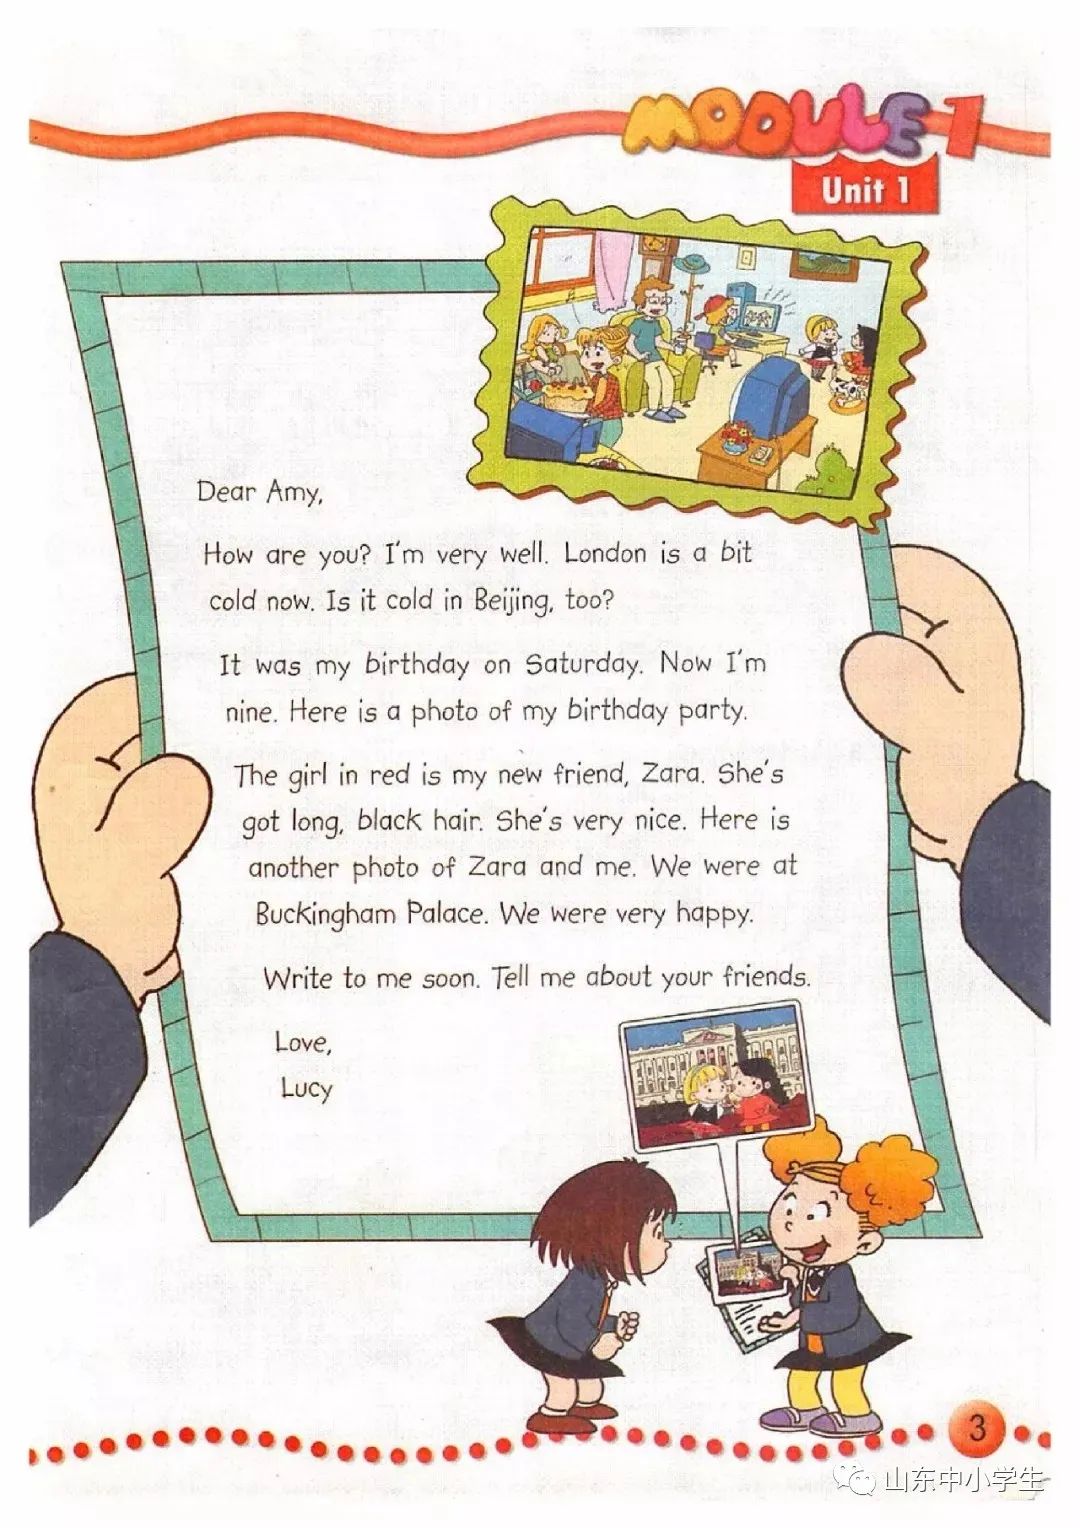 MODULE 1
Unit 1
Dear Amy,
How are you? I'm very well. London is a bit
cold now. Is it cold in Beijing, too?
It was my birthday on Saturday. Now I'm
nine. Here is a photo of my birthday party.
The girl in red is my new friend, Zara. She's
got long, black hair. She's very nice. Here is
another photo of Zara and me. We were at
Buckingham Palace. We were very happy.
Write to me soon. Tell me about your friends.
Love,
Lucy
3
山东中小学生